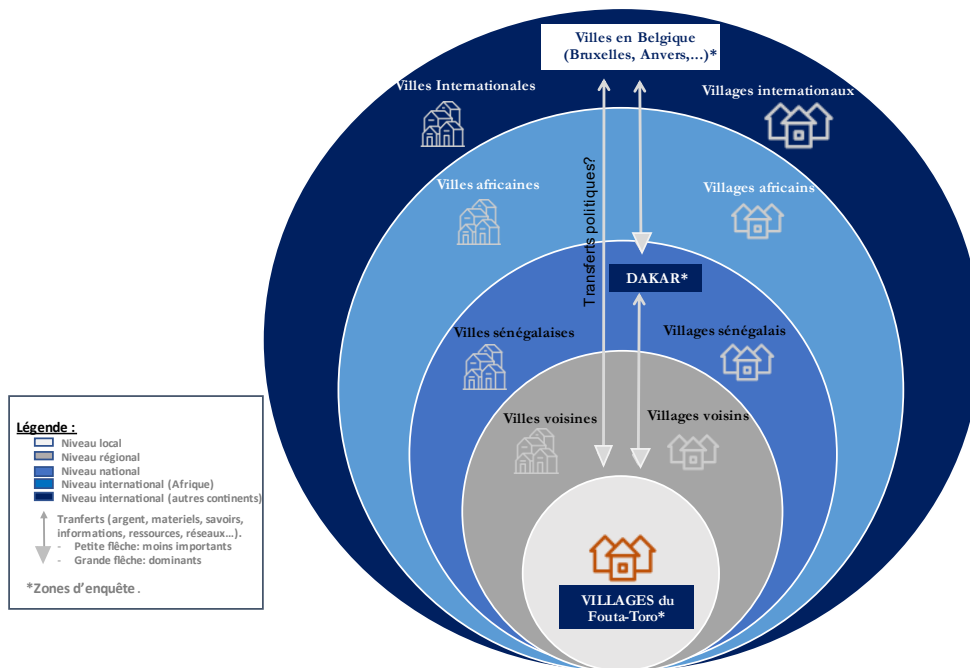 Villes en Belgique
(Bruxelles, Anvers,...)*
Villes Internationales
Villages internationaux
Villes africaines
Villages africains
Transferts politiques?
DAKAR*
Villes sénégalaises
Villages sénégalais
Villes voisines
Villages voisins
VILLAGES du
Fouta-Toro*
Légende :
Niveau local
Niveau régional
Niveau national
Niveau international (Afrique)
Niveau international (autres continents)
Tranferts (argent, materiels, savoirs,
informations, ressources, réseaux...).
- Petite flêche: moins importants
- Grande flêche: dominants
*Zones d'enquête .